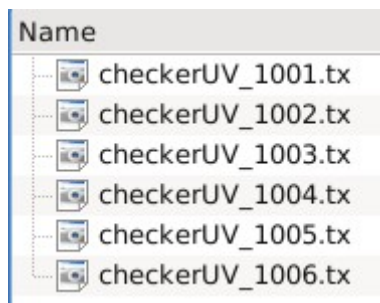 Name
checkerUV_1001.tx
checkerUV_1002.tx
checkerUV_1003.tx
checkerUV_1004.tx
checkerUV_1005.tx
checkerUV_1006.tx